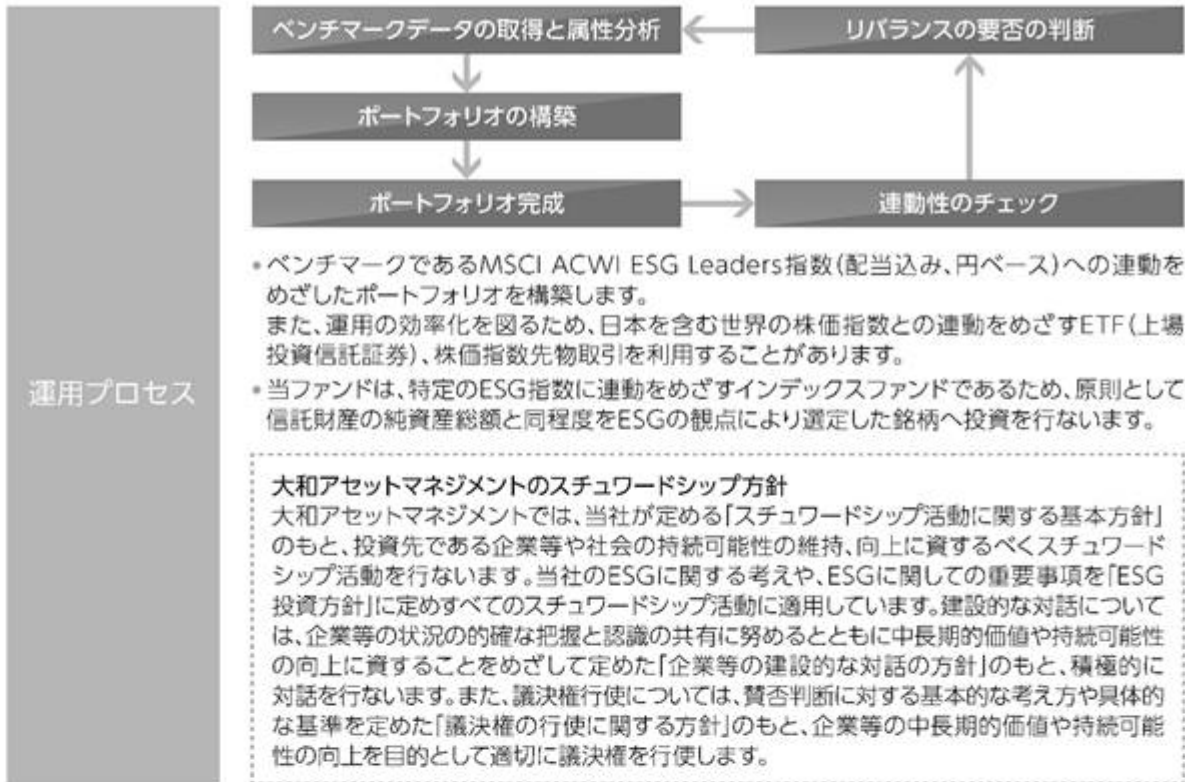 ベンチマークデータの取得と属性分析
リバランスの要否の判断
ポートフォリオの構築
ポートフォリオ完成
連動性のチェック
運用プロセス
•ベンチマークであるMSCI ACWI ESG Leaders指数(配当込み、円ベース)への連動を
めざしたポートフォリオを構築します。
また、運用の効率化を図るため、日本を含む世界の株価指数との連動をめざすETF(上場
投資信託証券)、株価指数先物取引を利用することがあります。
•当ファンドは、特定のESG指数に連動をめざすインデックスファンドであるため、原則として
信託財産の純資産総額と同程度をESGの観点により選定した銘柄へ投資を行ないます。
大和アセットマネジメントのスチュワードシップ方針
大和アセットマネジメントでは、当社が定める「スチュワードシップ活動に関する基本方針」
のもと、投資先である企業等や社会の持続可能性の維持、向上に資するべくスチュワード
シップ活動を行ないます。当社のESGに関する考えや、ESGに関しての重要事項を「ESG
投資方針」に定めすべてのスチュワードシップ活動に適用しています。建設的な対話について
は、企業等の状況の的確な把握と認識の共有に努めるとともに中長期的価値や持続可能性
の向上に資することをめざして定めた「企業等の建設的な対話の方針」のもと、積極的に
対話を行ないます。また、議決権行使については、賛否判断に対する基本的な考え方や具体的
な基準を定めた「議決権の行使に関する方針」のもと、企業等の中長期的価値や持続可能
性の向上を目的として適切に議決権を行使します。